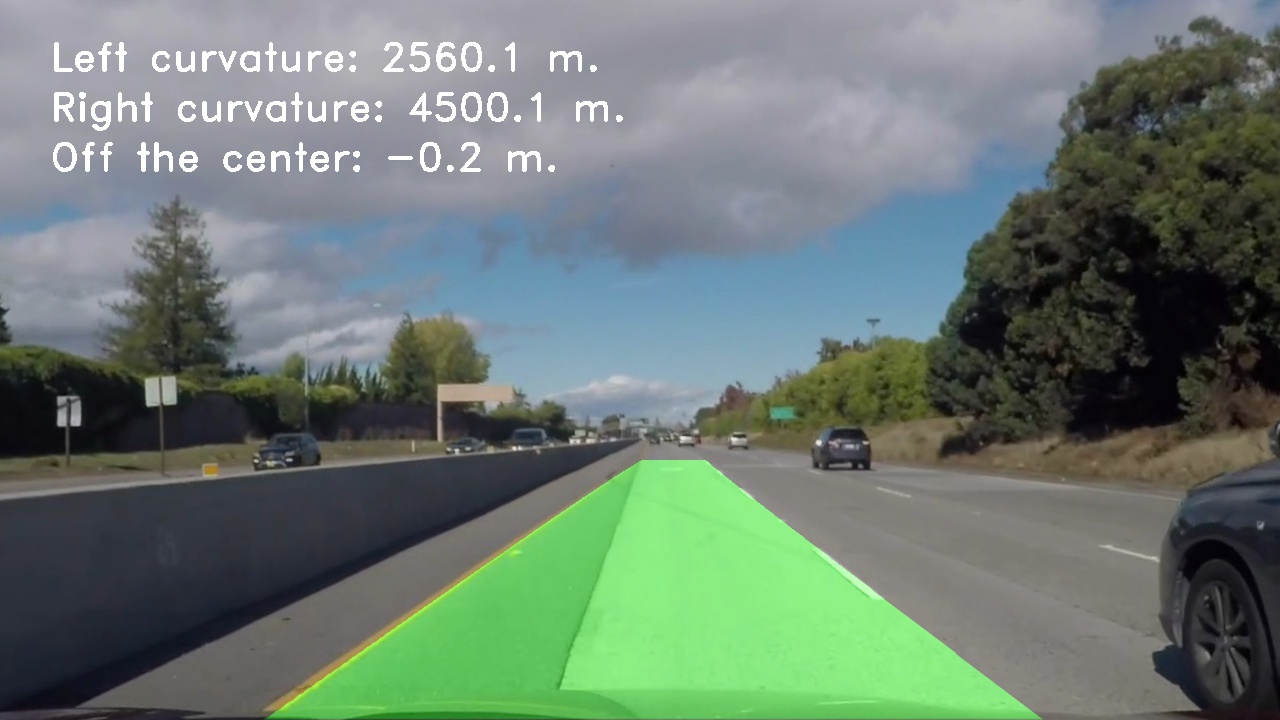 Left curvature: 2560.1 m.
Right curvature: 4500.1 m.
Off the center: −0.2 m.